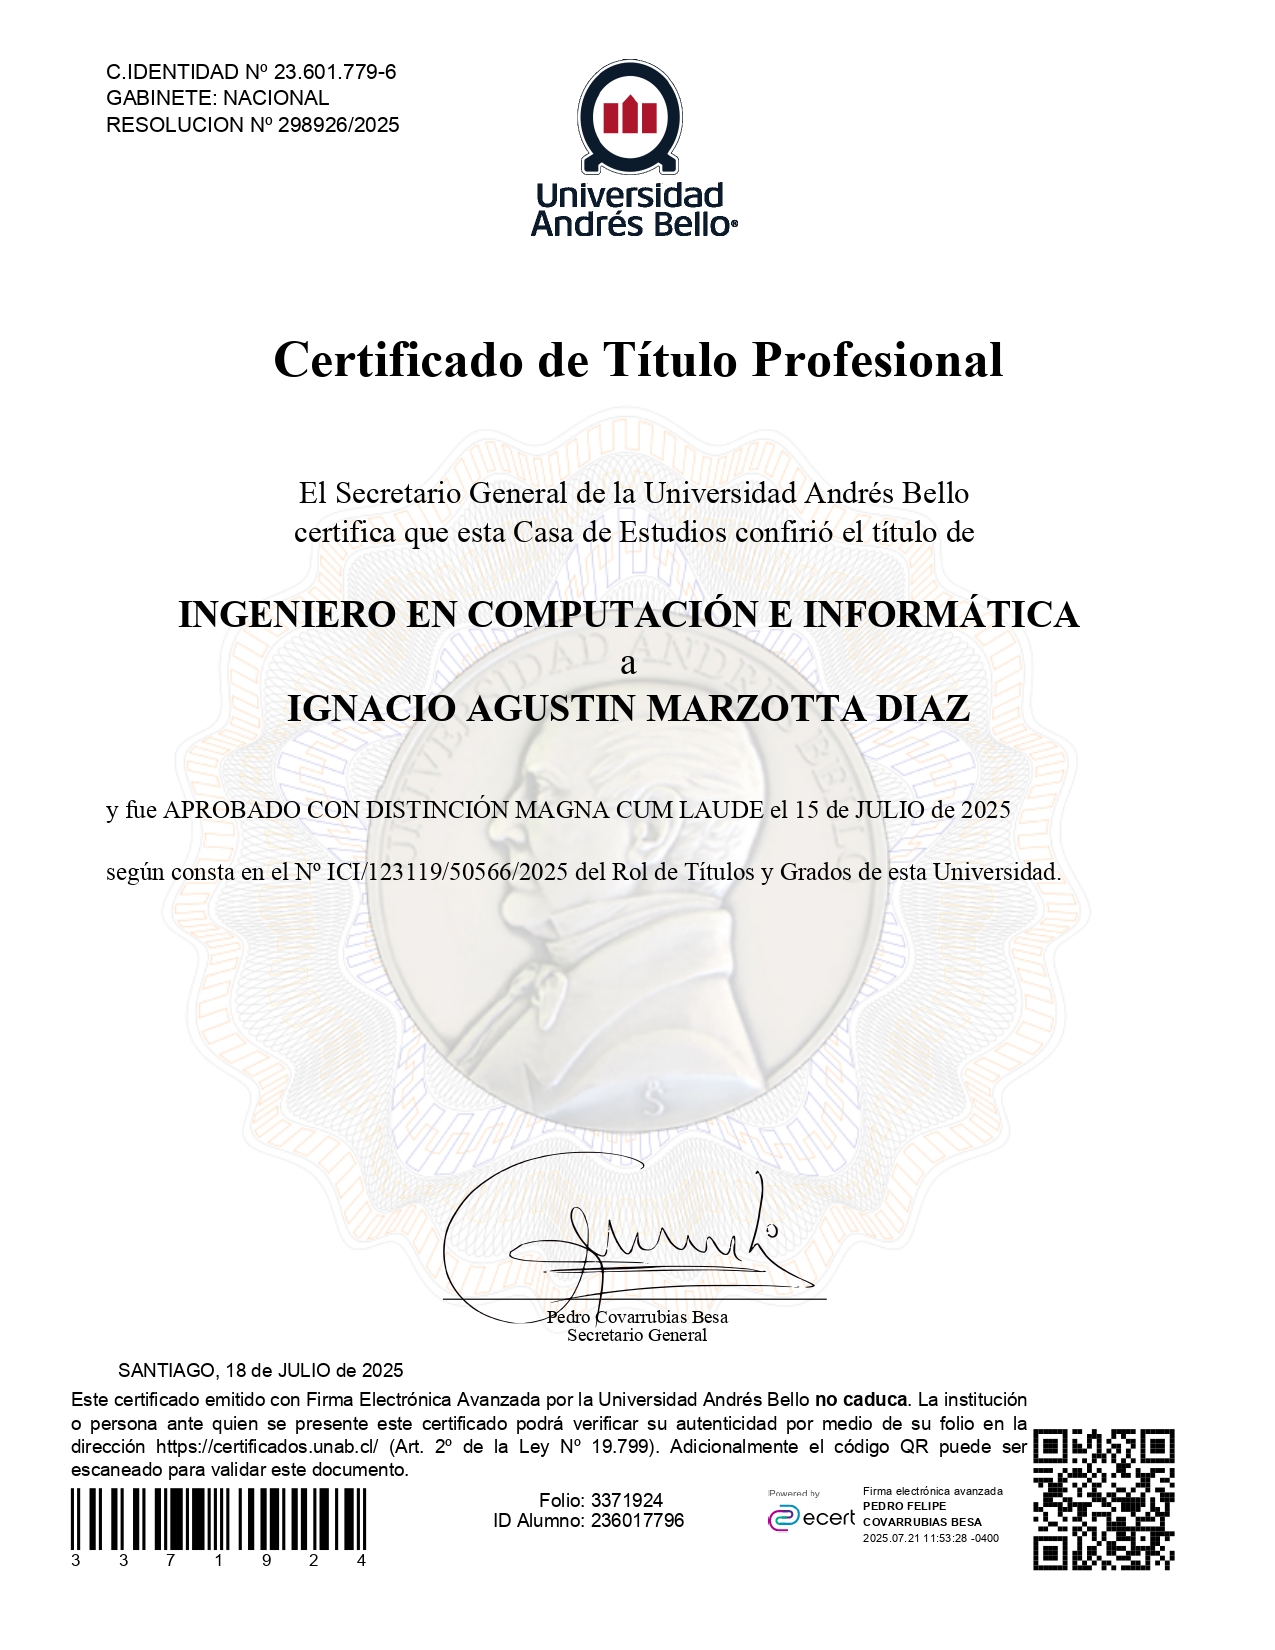 C.IDENTIDAD Nº 23.601.779-6
GABINETE: NACIONAL
RESOLUCION Nº 298926/2025
Universidad
Andrés Bello®
Certificado de Título Profesional
El Secretario General de la Universidad Andrés Bello
certifica que esta Casa de Estudios confirió el título de
INGENIERO EN COMPUTACIÓN E INFORMÁTICA
a
IGNACIO AGUSTIN MARZOTTA DIAZ
UNIVERSIDAD ANDRES BELLO
y fue APROBADO CON DISTINCIÓN MAGNA CUM LAUDE el 15 de JULIO de 2025
según consta en el Nº ICI/123119/50566/2025 del Rol de Títulos y Grados de esta Universidad.
Pedro Covarrubias Besa
Secretario General
SANTIAGO, 18 de JULIO de 2025
Este certificado emitido con Firma Electrónica Avanzada por la Universidad Andrés Bello no caduca. La institución
o persona ante quien se presente este certificado podrá verificar su autenticidad por medio de su folio en la
dirección https://certificados.unab.cl/ (Art. 2º de la Ley Nº 19.799). Adicionalmente el código QR puede ser
escaneado para validar este documento.
3 3 7 1 9 2 4
Folio: 3371924
ID Alumno: 236017796
Powered by
ecert
Firma electrónica avanzada
PEDRO FELIPE
COVARRUBIAS BESA
2025.07.21 11:53:28 -0400